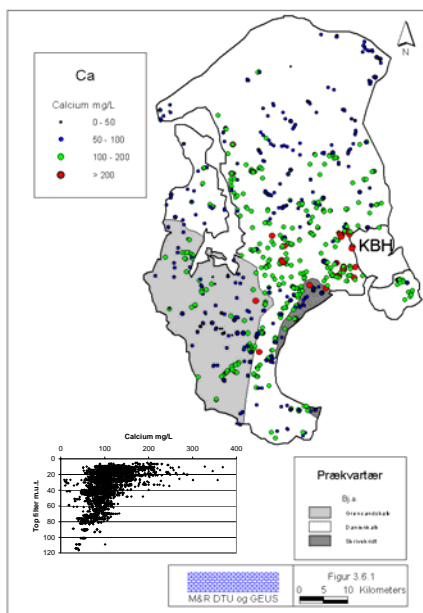 Ca
Calcium mg/L
0 - 50
50 - 100
100 - 200
> 200
N
KBH
Calcium mg/L
0 100 200 300 400
Top filter m.u.t.
0
20
40
60
80
100
120
Prækvartær
Bja.
Grønsandskalk
Danienkalk
Skrivekridt
M&R DTU og GEUS
Figur 3.6.1
0 5 10 Kilometers